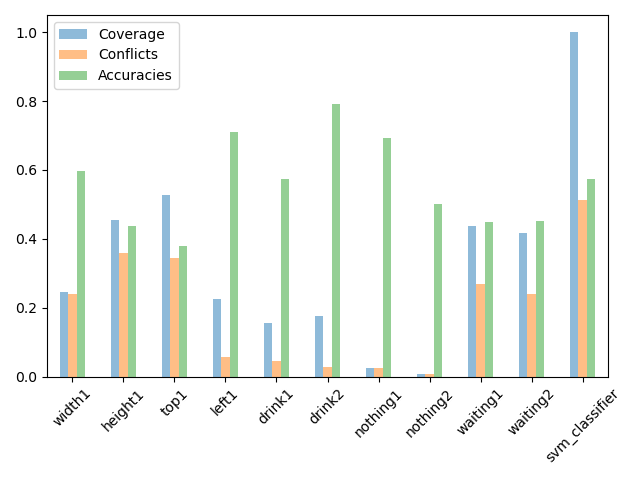 Coverage
Conflicts
Accuracies
1.0
0.8
0.6
0.4
0.2
0.0
width1
height1
top1
left1
drink1
drink2
nothing1
nothing2
waiting1
waiting2
svm_classifier